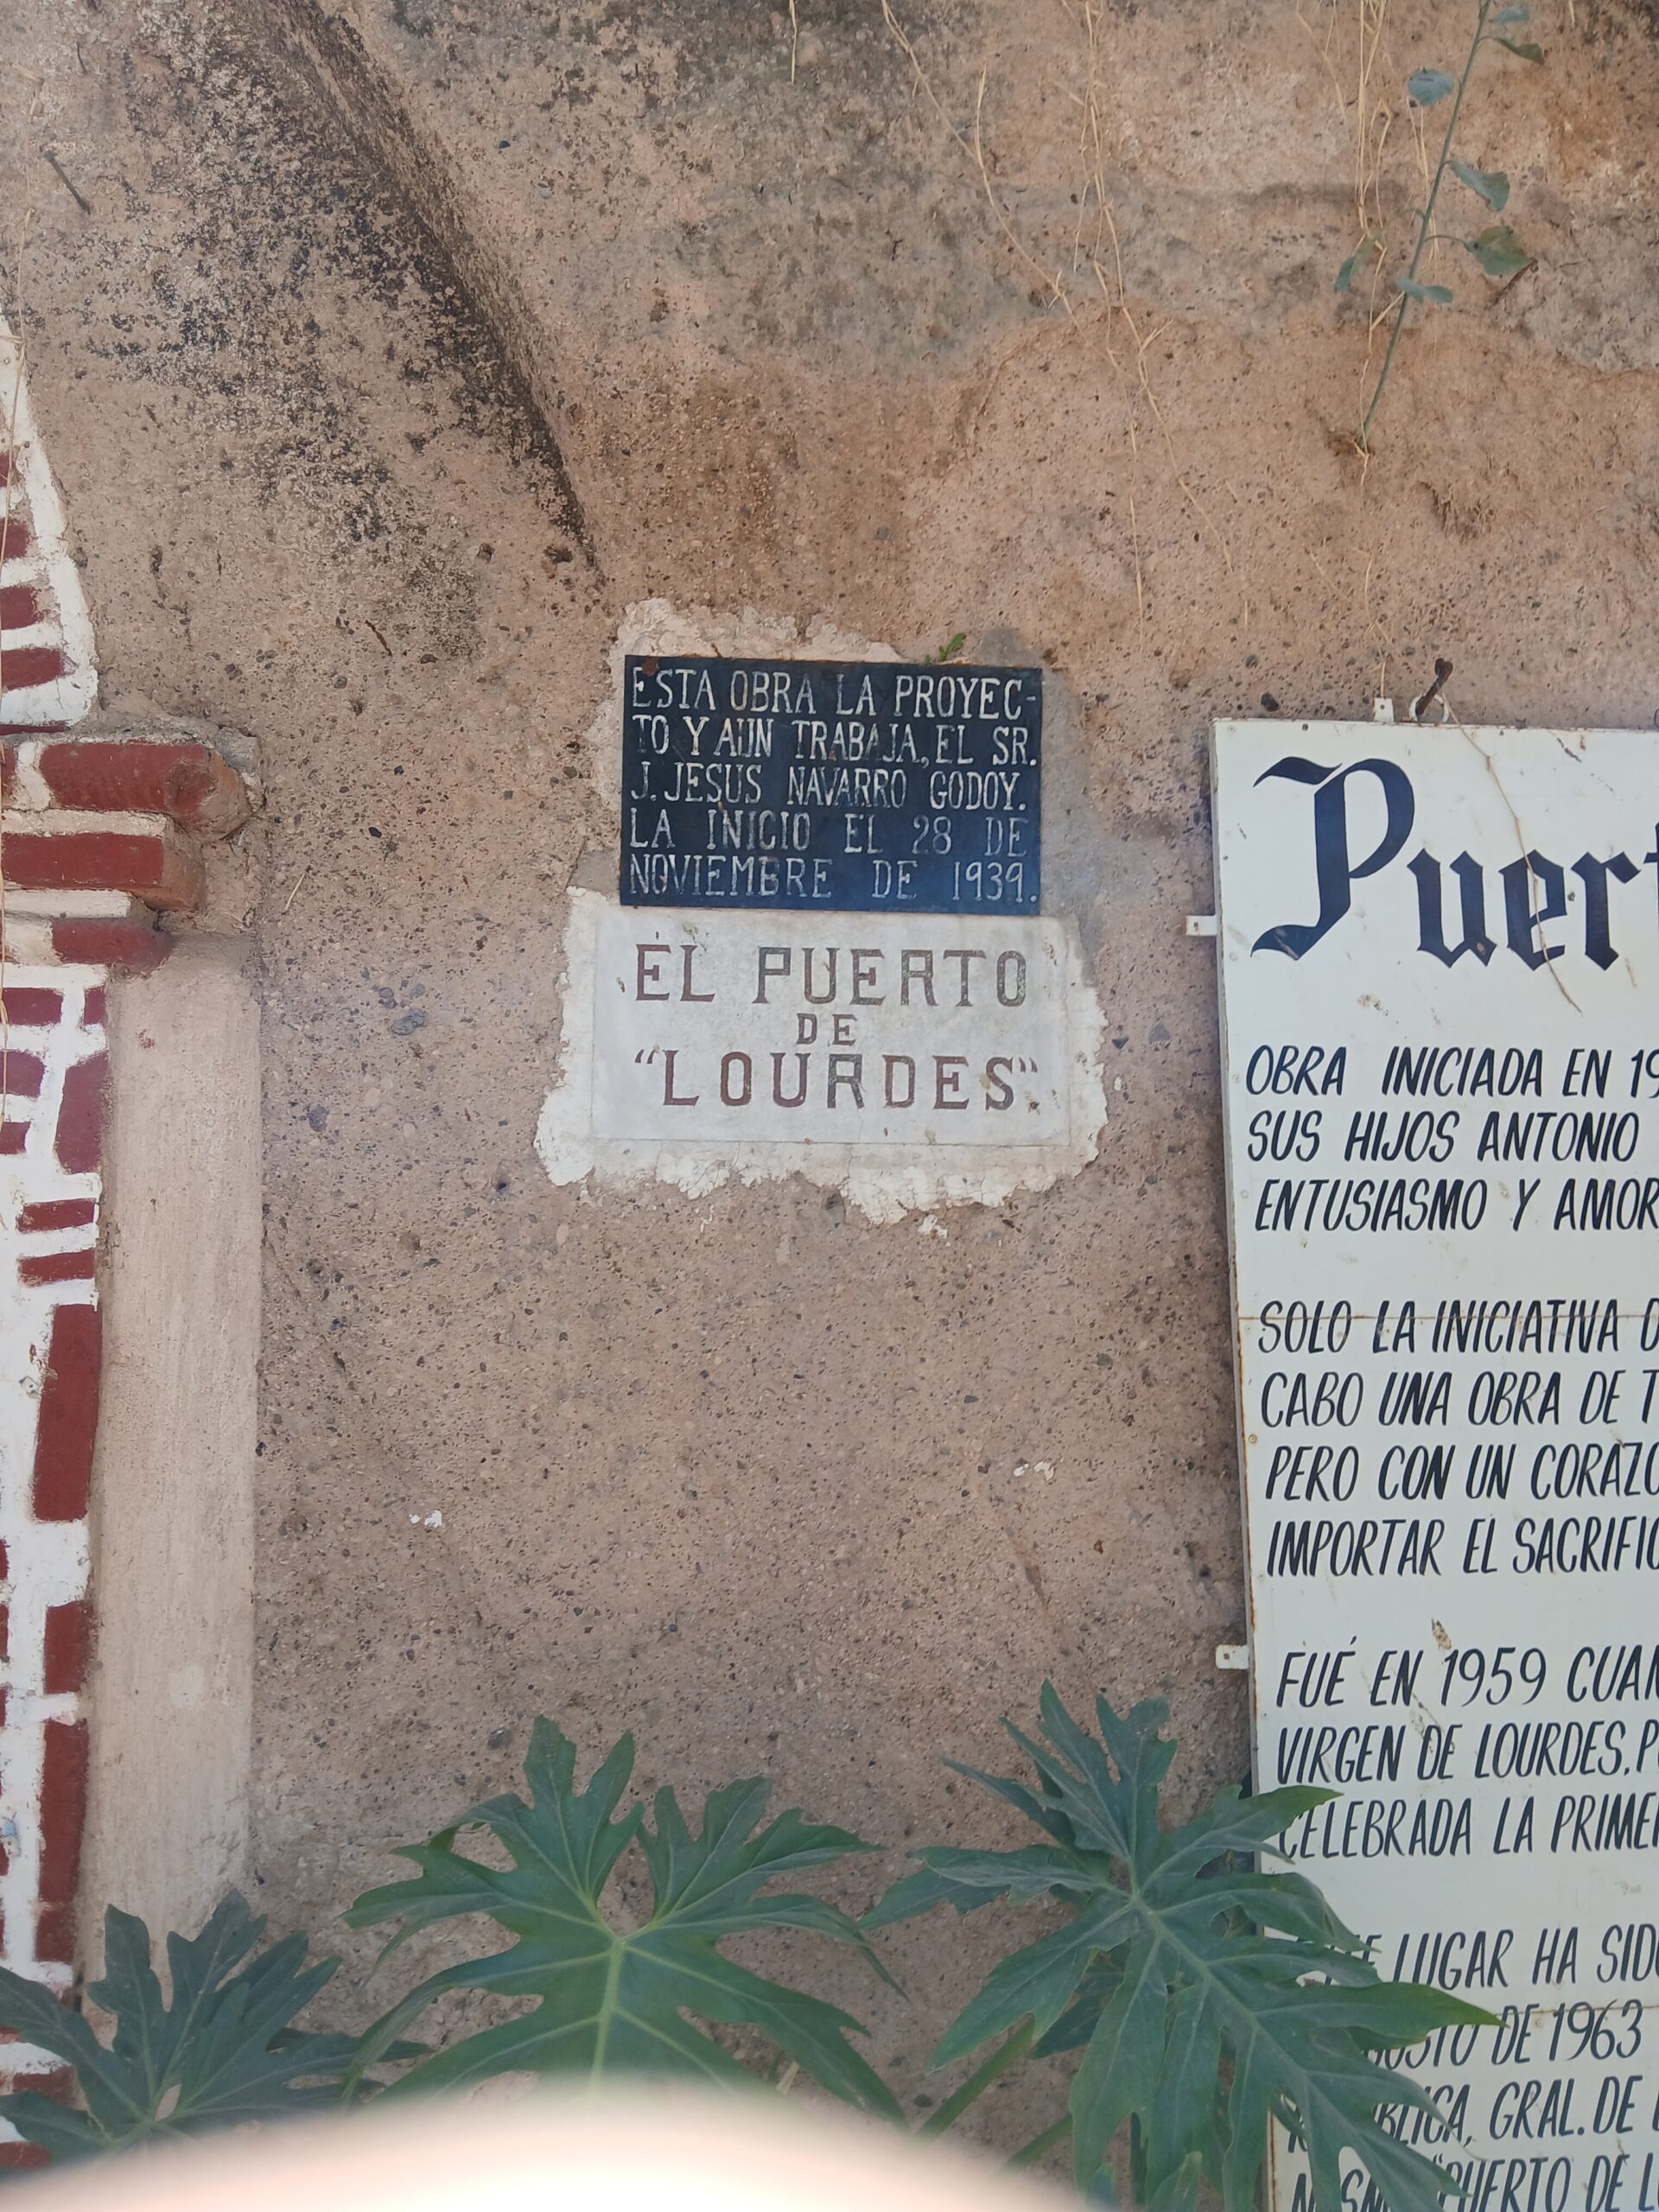 ESTA OBRA LA PROYEC-
TO Y AUN TRABAJA, EL SR.
J. JESUS NAVARRO GODOY.
LA INICIO EL 28 DE
NOVIEMBRE DE 1939.
EL PUERTO
DE
"LOURDES".
Puert
OBRA INICIADA EN 19
SUS HIJOS ANTONIO
ENTUSIASMO Y AMOR
SOLO LA INICIATIVA D
CABO UNA OBRA DE T
PERO CON UN CORAZO
IMPORTAR EL SACRIFIC
FUÉ EN 1959 CUAN
VIRGEN DE LOURDES. P
CELEBRADA LA PRIMER
LUGAR HA SIDO
DE 1963
GRAL. DE
"PUERTO DE L